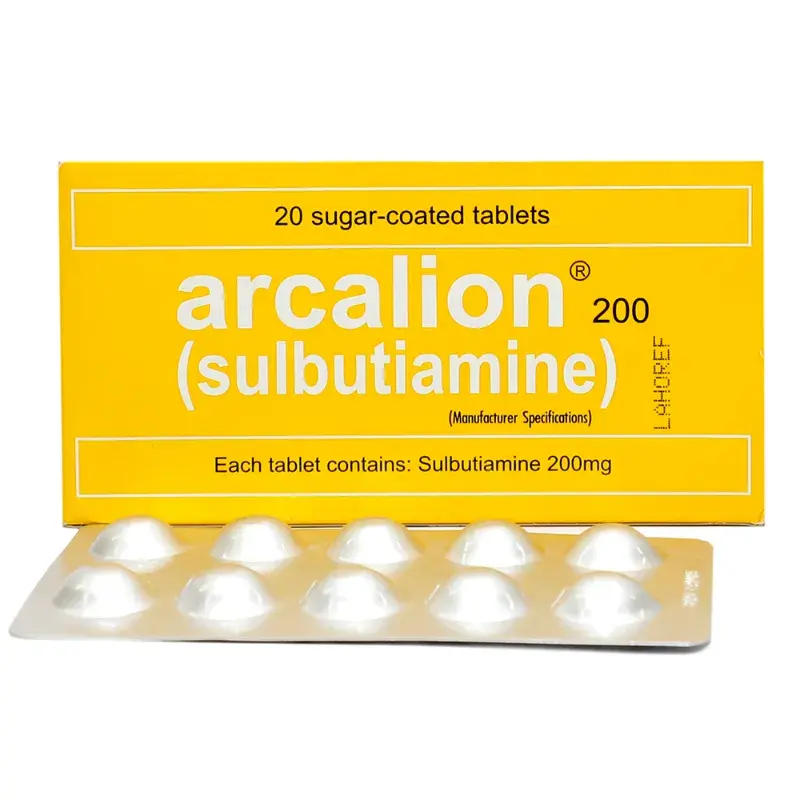 20 sugar-coated tablets
arcalion® 200
(sulbutiamine)
(Manufacturer Specifications)
LAHOREF
Each tablet contains: Sulbutiamine 200mg